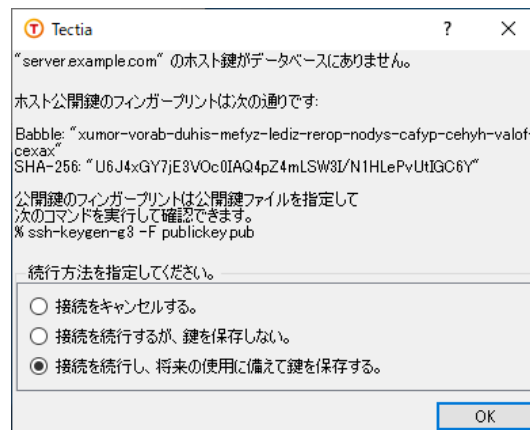 Tectia
"server.example.com" のホスト鍵がデータベースにありません。
ホスト公開鍵のフィンガープリントは次の通りです:
Babble: "xumor-vorab-duhis-mefyz-lediz-rerop-nodys-cafyp-cehyh-valof-
cexax"
SHA-256: "U6J4xGY7jE3VOc0IAQ4pZ4mLSW3I/N1HLePvUtIGC6Y"
公開鍵のフィンガープリントは公開鍵ファイルを指定して
次のコマンドを実行して確認できます。
% ssh-keygen-g3 -F publickey.pub
続行方法を指定してください。
接続をキャンセルする。
接続を続行するが、鍵を保存しない。
接続を続行し、将来の使用に備えて鍵を保存する。
OK